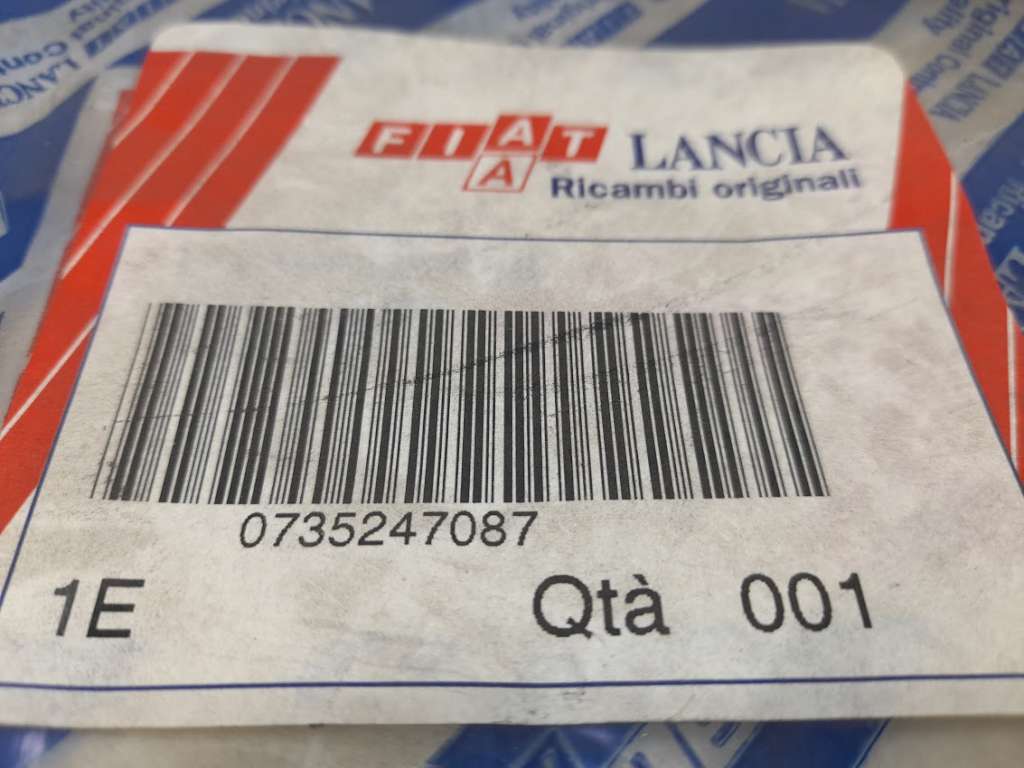 FIAT LANCIA
A
Ricambi originali
0735247087
1E Qtà 001